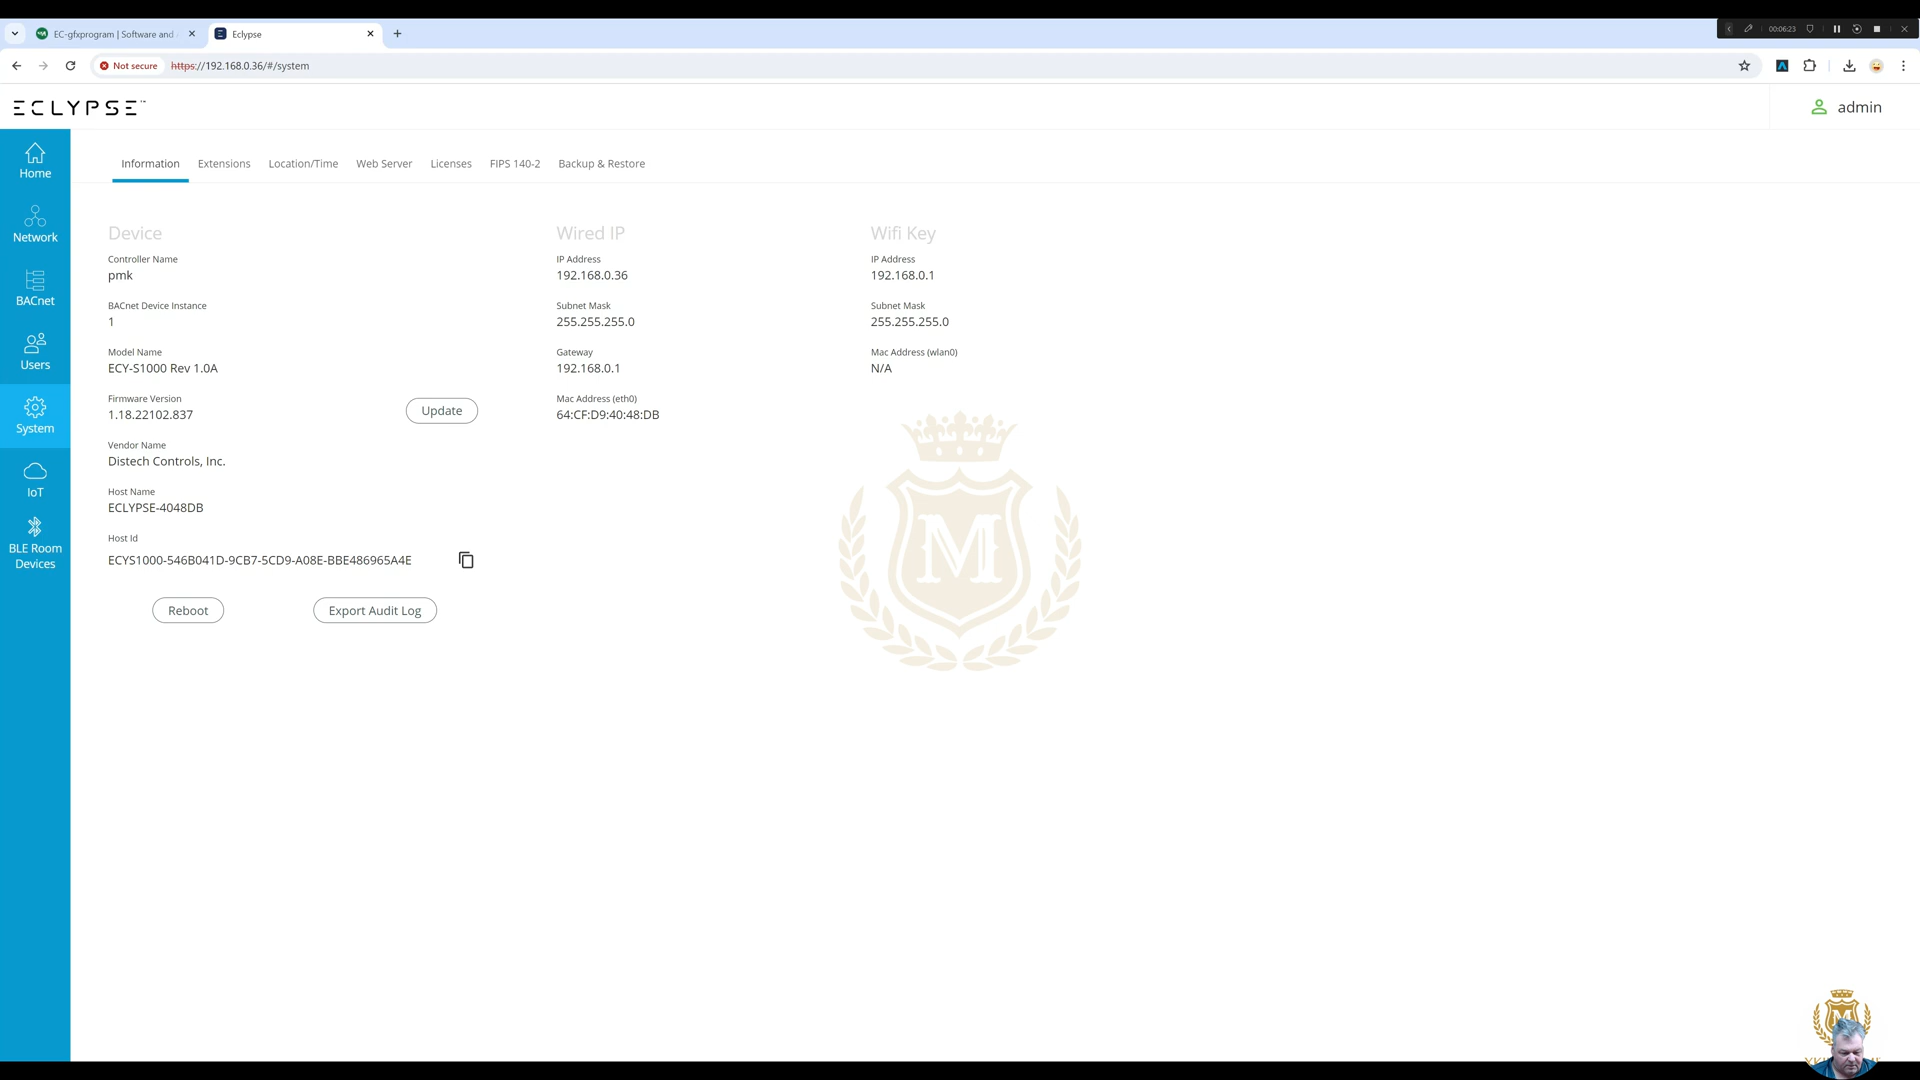 EC-gfxprogram | Software and
Eclypse
00:06:23
Not secure
https://192.168.0.36/#/system
ECLYPSE™
admin
Home
Network
BACnet
Users
System
IoT
BLE Room
Devices
Information
Extensions
Location/Time
Web Server
Licenses
FIPS 140-2
Backup & Restore
Device
Controller Name
pmk
BACnet Device Instance
1
Model Name
ECY-S1000 Rev 1.0A
Firmware Version
1.18.22102.837
Update
Vendor Name
Distech Controls, Inc.
Host Name
ECLYPSE-4048DB
Host Id
ECYS1000-546B041D-9CB7-5CD9-A08E-BBE486965A4E
Reboot
Export Audit Log
Wired IP
IP Address
192.168.0.36
Subnet Mask
255.255.255.0
Gateway
192.168.0.1
Mac Address (eth0)
64:CF:D9:40:48:DB
Wifi Key
IP Address
192.168.0.1
Subnet Mask
255.255.255.0
Mac Address (wlan0)
N/A
M
M